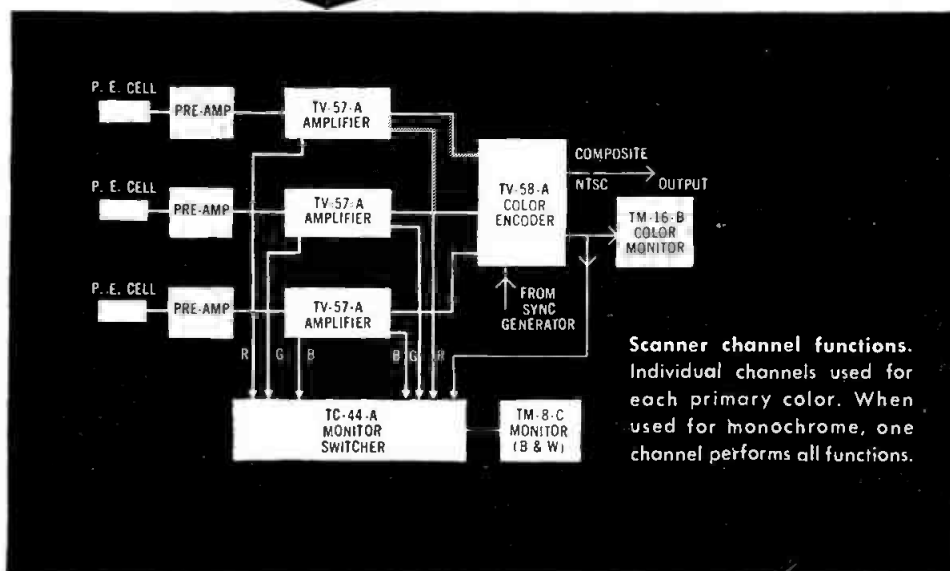 P. E. CELL
PRE-AMP
TV-57-A
AMPLIFIER
P. E. CELL
PRE-AMP
TV-57-A
AMPLIFIER
P. E. CELL
PRE-AMP
TV-57-A
AMPLIFIER
TV-58-A
COLOR
ENCODER
COMPOSITE
NTSC
OUTPUT
TM-16-B
COLOR
MONITOR
FROM
SYNC
GENERATOR
R G B
B G R
TC-44-A
MONITOR
SWITCHER
TM-8-C
MONITOR
(B & W)
Scanner channel functions.
Individual channels used for
each primary color. When
used for monochrome, one
channel performs all functions.